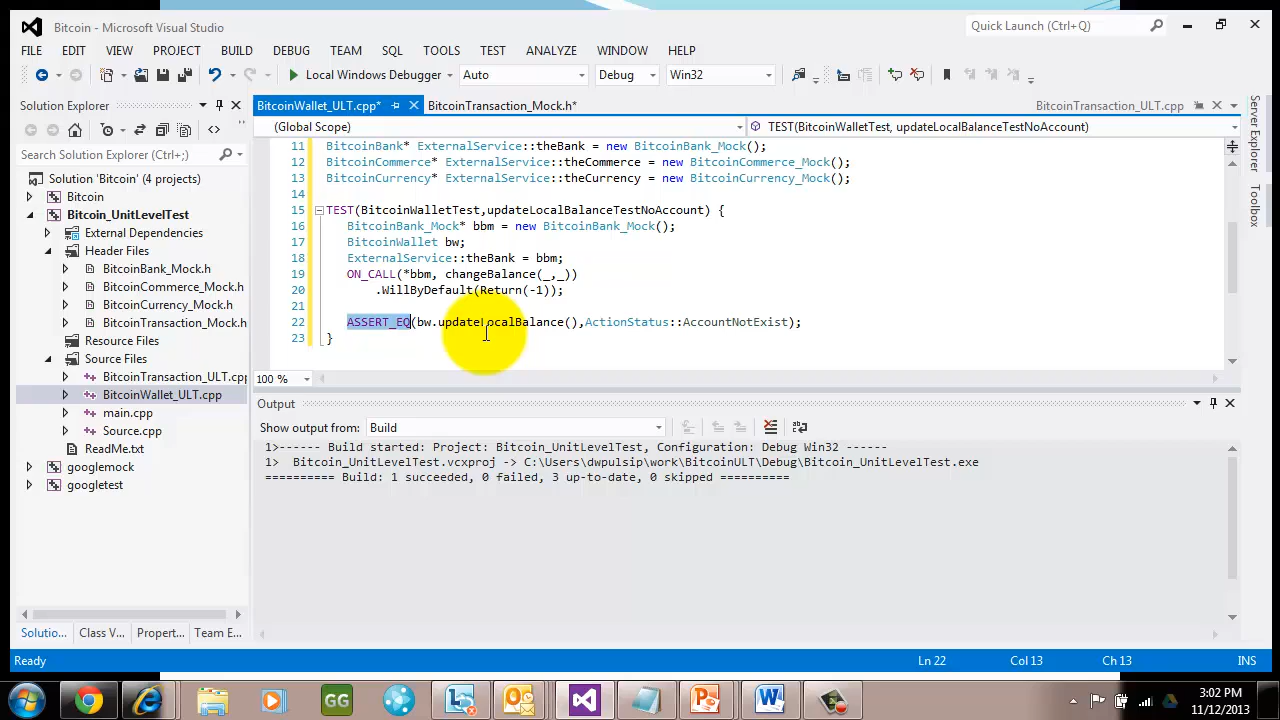 Bitcoin - Microsoft Visual Studio
Quick Launch (Ctrl+Q)
FILE EDIT VIEW PROJECT BUILD DEBUG TEAM SQL TOOLS TEST ANALYZE WINDOW HELP
Local Windows Debugger Auto Debug Win32
Solution Explorer
Search Solution Explorer (Ctrl+;)
Solution 'Bitcoin' (4 projects)
Bitcoin
Bitcoin_UnitLevelTest
External Dependencies
Header Files
BitcoinBank_Mock.h
BitcoinCommerce_Mock.h
BitcoinCurrency_Mock.h
BitcoinTransaction_Mock.h
Resource Files
Source Files
BitcoinTransaction_ULT.cpp
BitcoinWallet_ULT.cpp
main.cpp
Source.cpp
ReadMe.txt
googlemock
googletest
Solutio... Class V... Propert... Team E...
BitcoinWallet_ULT.cpp* BitcoinTransaction_Mock.h* BitcoinTransaction_ULT.cpp
(Global Scope) TEST(BitcoinWalletTest, updateLocalBalanceTestNoAccount)
11 BitcoinBank* ExternalService::theBank = new BitcoinBank_Mock();
12 BitcoinCommerce* ExternalService::theCommerce = new BitcoinCommerce_Mock();
13 BitcoinCurrency* ExternalService::theCurrency = new BitcoinCurrency_Mock();
14
15 TEST(BitcoinWalletTest,updateLocalBalanceTestNoAccount) {
16 BitcoinBank_Mock* bbm = new BitcoinBank_Mock();
17 BitcoinWallet bw;
18 ExternalService::theBank = bbm;
19 ON_CALL(*bbm, changeBalance(_,_))
20 .WillByDefault(Return(-1));
21
22 ASSERT_EQ(bw.updateLocalBalance(),ActionStatus::AccountNotExist);
23 }
100 %
Output
Show output from: Build
1>------ Build started: Project: Bitcoin_UnitLevelTest, Configuration: Debug Win32 ------
1> Bitcoin_UnitLevelTest.vcxproj -> C:\Users\dwpulsip\work\BitcoinULT\Debug\Bitcoin_UnitLevelTest.exe
========== Build: 1 succeeded, 0 failed, 3 up-to-date, 0 skipped ==========
Server Explorer
Toolbox
Ready Ln 22 Col 13 Ch 13 INS
GG
3:02 PM
11/12/2013